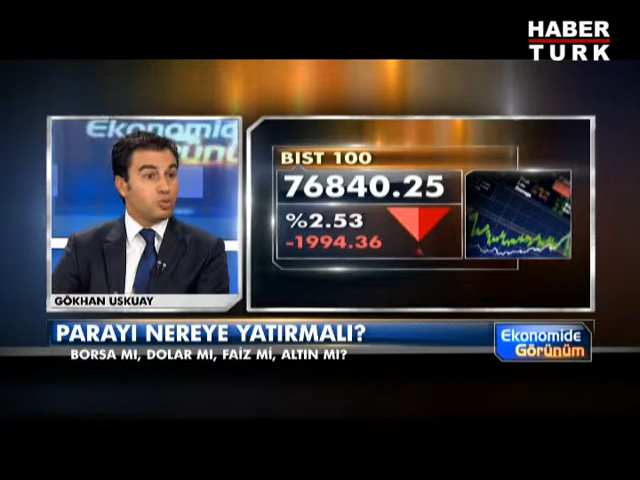 HABER
TURK
Ekonomide
Görünüm
BIST 100
76840.25
%2.53
-1994.36
GÖKHAN USKUAY
PARAYI NEREYE YATIRMALI?
BORSA MI, DOLAR MI, FAİZ Mİ, ALTIN MI?
Ekonomide
Görünüm